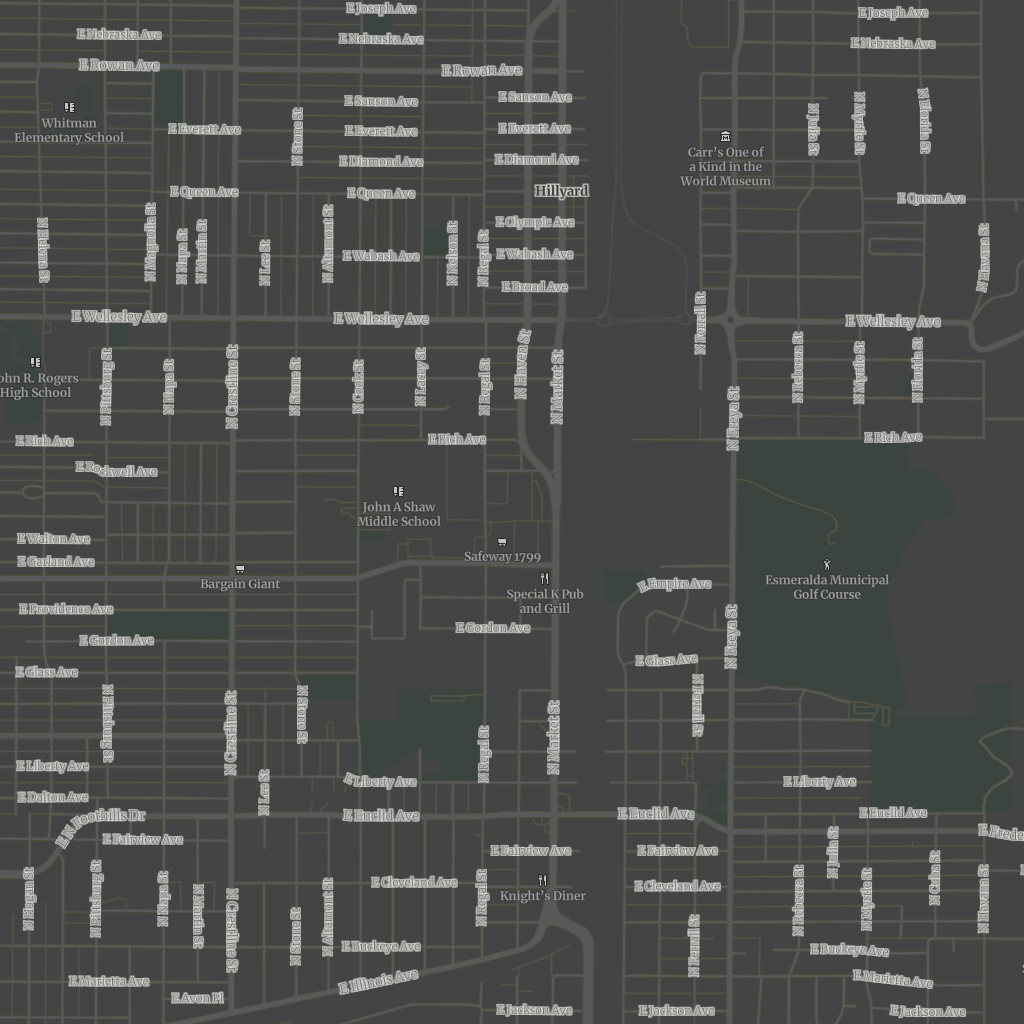 E Joseph Ave
E Joseph Ave
E Nebraska Ave
E Nebraska Ave
E Nebraska Ave
E Rowan Ave
E Rowan Ave
E Sanson Ave
E Sanson Ave
Whitman
Elementary School
E Everett Ave
E Everett Ave
E Everett Ave
N Stone St
N Julia St
N Myrtle St
N Florida St
Carr's One of
a Kind in the
World Museum
E Diamond Ave
E Diamond Ave
E Queen Ave
E Queen Ave
Hillyard
E Queen Ave
N Elgin St
N Magnolia St
N Napa St
N Martin St
N Lee St
N Altamont St
E Wabash Ave
N Nelson St
N Regal St
E Olympic Ave
E Wabash Ave
E Broad Ave
N Havana St
E Wellesley Ave
E Wellesley Ave
N Ferrall St
E Wellesley Ave
ohn R. Rogers
High School
N Pittsburg St
N Napa St
N Crestline St
N Stone St
N Cook St
N Lacey St
N Regal St
N Haven St
N Market St
N Freya St
N Rebecca St
N Myrtle St
N Florida St
E Rich Ave
E Rich Ave
E Rich Ave
E Rockwell Ave
John A Shaw
Middle School
E Walton Ave
E Garland Ave
Safeway 1799
Bargain Giant
Special K Pub
and Grill
E Empire Ave
Esmeralda Municipal
Golf Course
E Providence Ave
E Gordon Ave
E Gordon Ave
N Freya St
E Glass Ave
E Glass Ave
N Pittsburg St
N Crestline St
N Stone St
N Regal St
N Market St
N Ferrall St
E Liberty Ave
E Liberty Ave
E Liberty Ave
E Dalton Ave
N Lee St
E N Foothills Dr
E Euclid Ave
E Euclid Ave
E Euclid Ave
E Frede
E Fairview Ave
E Fairview Ave
E Fairview Ave
N Julia St
N Hogan St
N Pittsburg St
N Napa St
N Madelia St
N Crestline St
N Stone St
N Altamont St
E Cleveland Ave
N Regal St
Knight's Diner
E Cleveland Ave
N Ferrall St
N Rebecca St
N Myrtle St
N Cuba St
N Havana St
E Buckeye Ave
E Buckeye Ave
E Marietta Ave
E Illinois Ave
E Marietta Ave
E Avon Pl
E Jackson Ave
E Jackson Ave
E Jackson Ave